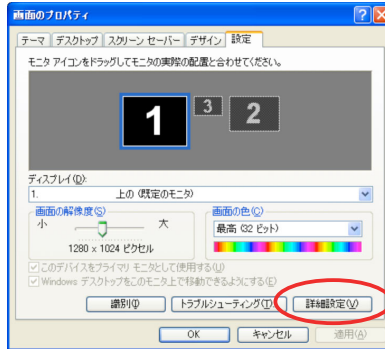 画面のプロパティ
テーマ デスクトップ スクリーン セーバー デザイン 設定
モニタ アイコンをドラッグしてモニタの実際の配置と合わせてください。
1 3 2
ディスプレイ(D):
1. 上の (既定のモニタ)
画面の解像度(S) 画面の色(C)
小 大 最高 (32 ビット)
1280 x 1024 ピクセル
このデバイスをプライマリ モニタとして使用する(U)
Windows デスクトップをこのモニタ上で移動できるようにする(E)
識別(I) トラブルシューティング(T)... 詳細設定(V)
OK キャンセル 適用(A)